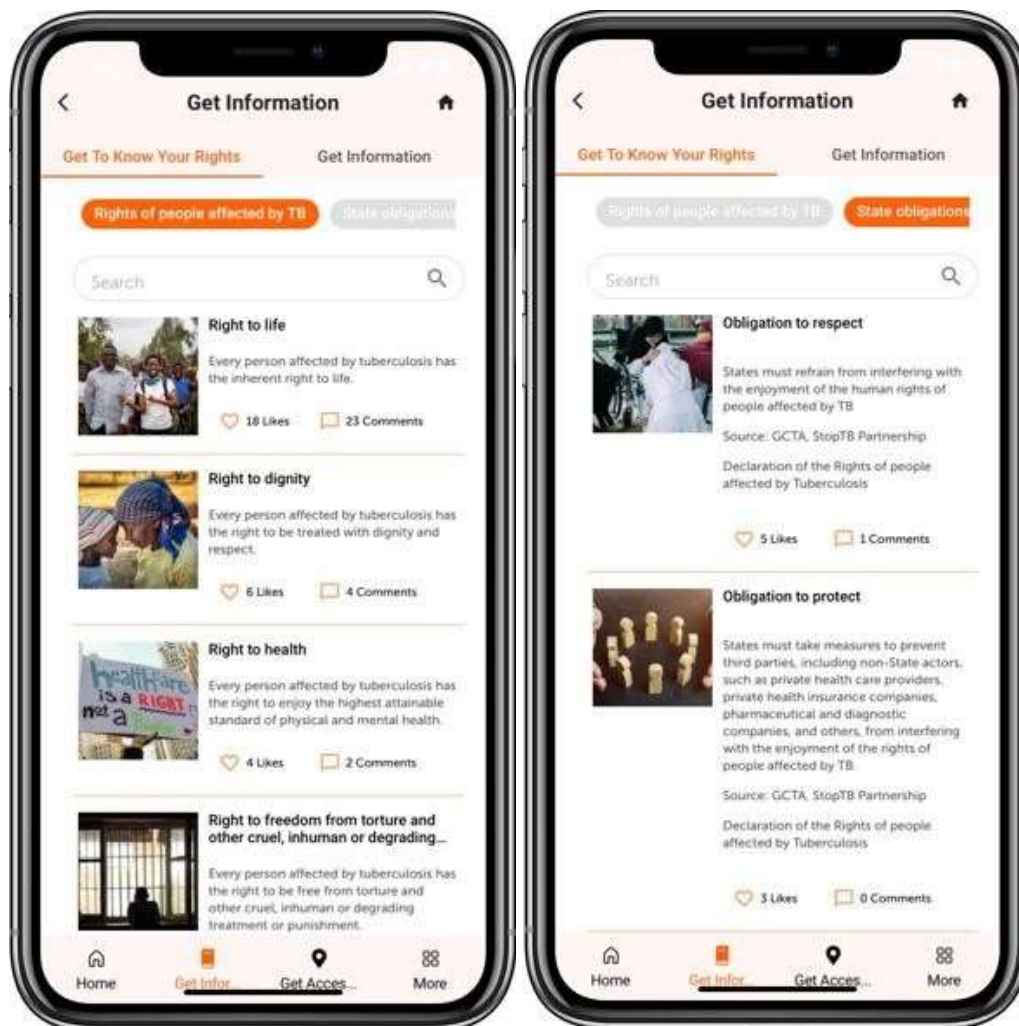 Get Information
Get To Know Your Rights
Get Information
Rights of people affected by TB
State obligations
Search
Right to life
Every person affected by tuberculosis has
the inherent right to life.
18 Likes
23 Comments
Right to dignity
Every person affected by tuberculosis has
the right to be treated with dignity and
respect.
6 Likes
4 Comments
Healthcare
is a RIGHT
not a
Right to health
Every person affected by tuberculosis has
the right to enjoy the highest attainable
standard of physical and mental health.
4 Likes
2 Comments
Right to freedom from torture and
other cruel, inhuman or degrading...
Every person affected by tuberculosis has
the right to be free from torture and
other cruel, inhuman or degrading
treatment or punishment.
Home
Get Infor...
Get Acces...
More
Get Information
Get To Know Your Rights
Get Information
Rights of people affected by TB
State obligations
Search
Obligation to respect
States must refrain from interfering with
the enjoyment of the human rights of
people affected by TB
Source: GCTA, StopTB Partnership
Declaration of the Rights of people
affected by Tuberculosis
5 Likes
1 Comments
Obligation to protect
States must take measures to prevent
third parties, including non-State actors,
such as private health care providers,
private health insurance companies,
pharmaceutical and diagnostic
companies, and others, from interfering
with the enjoyment of the rights of
people affected by TB
Source: GCTA, StopTB Partnership
Declaration of the Rights of people
affected by Tuberculosis
3 Likes
0 Comments
Home
Get Infor...
Get Acces...
More